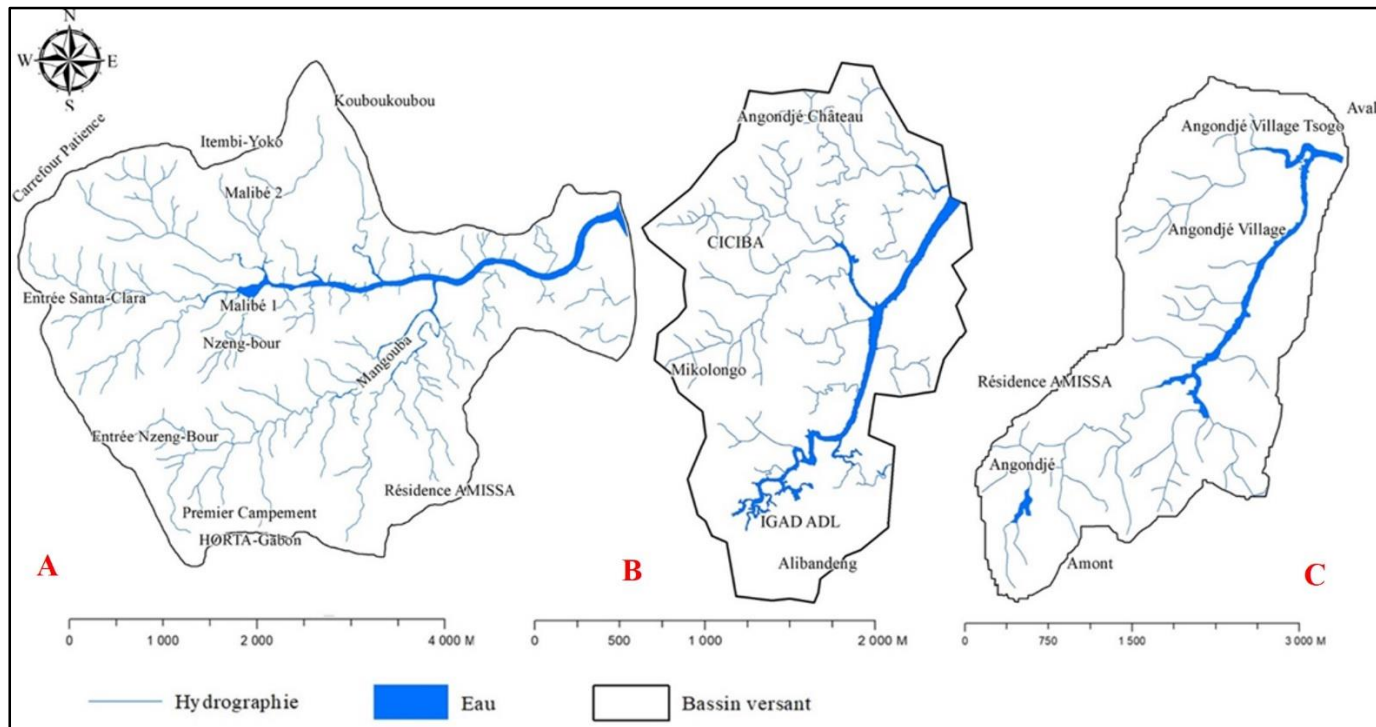 N
W E
S
Carrefour Patience
Itembi-Yoko
Kouboukoubou
Malibé 2
Entrée Santa-Clara
Malibé 1
Nzeng-bour
Mangouba
Entrée Nzeng-Bour
Résidence AMISSA
Premier Campement
HORTA-Gabon
A
0 1 000 2 000 4 000 M
Angondjé Château
CICIBA
Mikolongo
IGAD ADL
Alibandeng
B
0 500 1 000 2 000 M
Aval
Angondjé Village Tsogo
Angondjé Village
Résidence AMISSA
Angondjé
Amont
C
0 750 1 500 3 000 M
Hydrographie
Eau
Bassin versant